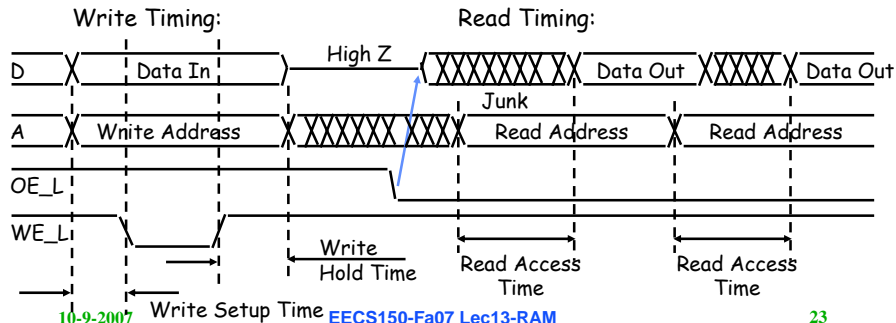 Write Timing: Read Timing:
D Data In High Z Data Out Data Out
Junk
A Write Address Read Address Read Address
OE_L
WE_L
Write Hold Time
Read Access Time
Read Access Time
Write Setup Time
10-9-2007 EECS150-Fa07 Lec13-RAM 23